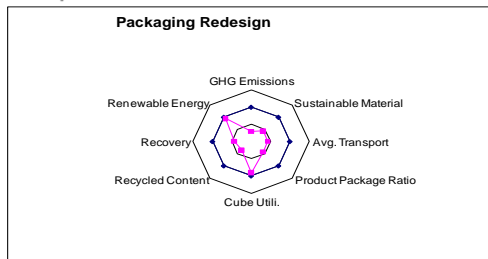 Packaging Redesign
GHG Emissions
Renewable Energy
Sustainable Material
Recovery
Avg. Transport
Recycled Content
Product Package Ratio
Cube Utili.